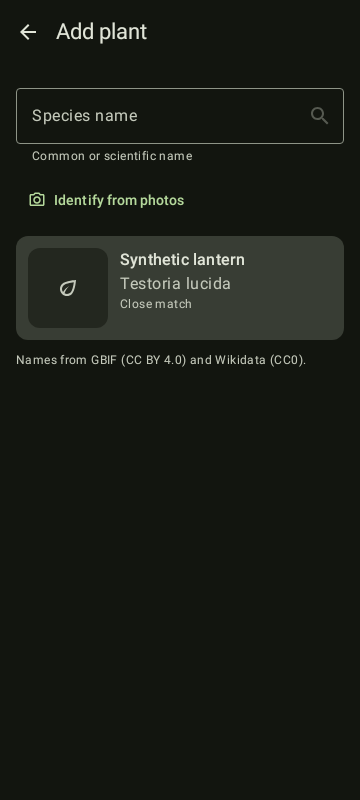 Add plant
Species name
Common or scientific name
Identify from photos
Synthetic lantern
Testoria lucida
Close match
Names from GBIF (CC BY 4.0) and Wikidata (CC0).